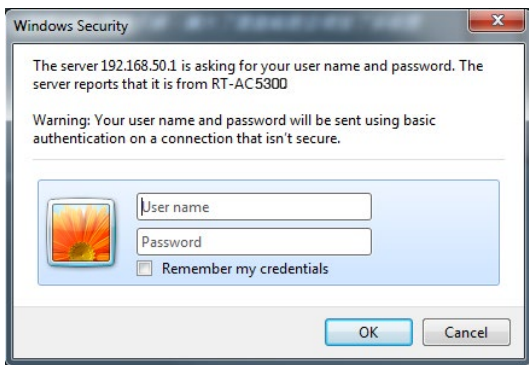 Windows Security
The server 192.168.50.1 is asking for your user name and password. The
server reports that it is from RT-AC5300
Warning: Your user name and password will be sent using basic
authentication on a connection that isn't secure.
User name
Password
Remember my credentials
OK
Cancel